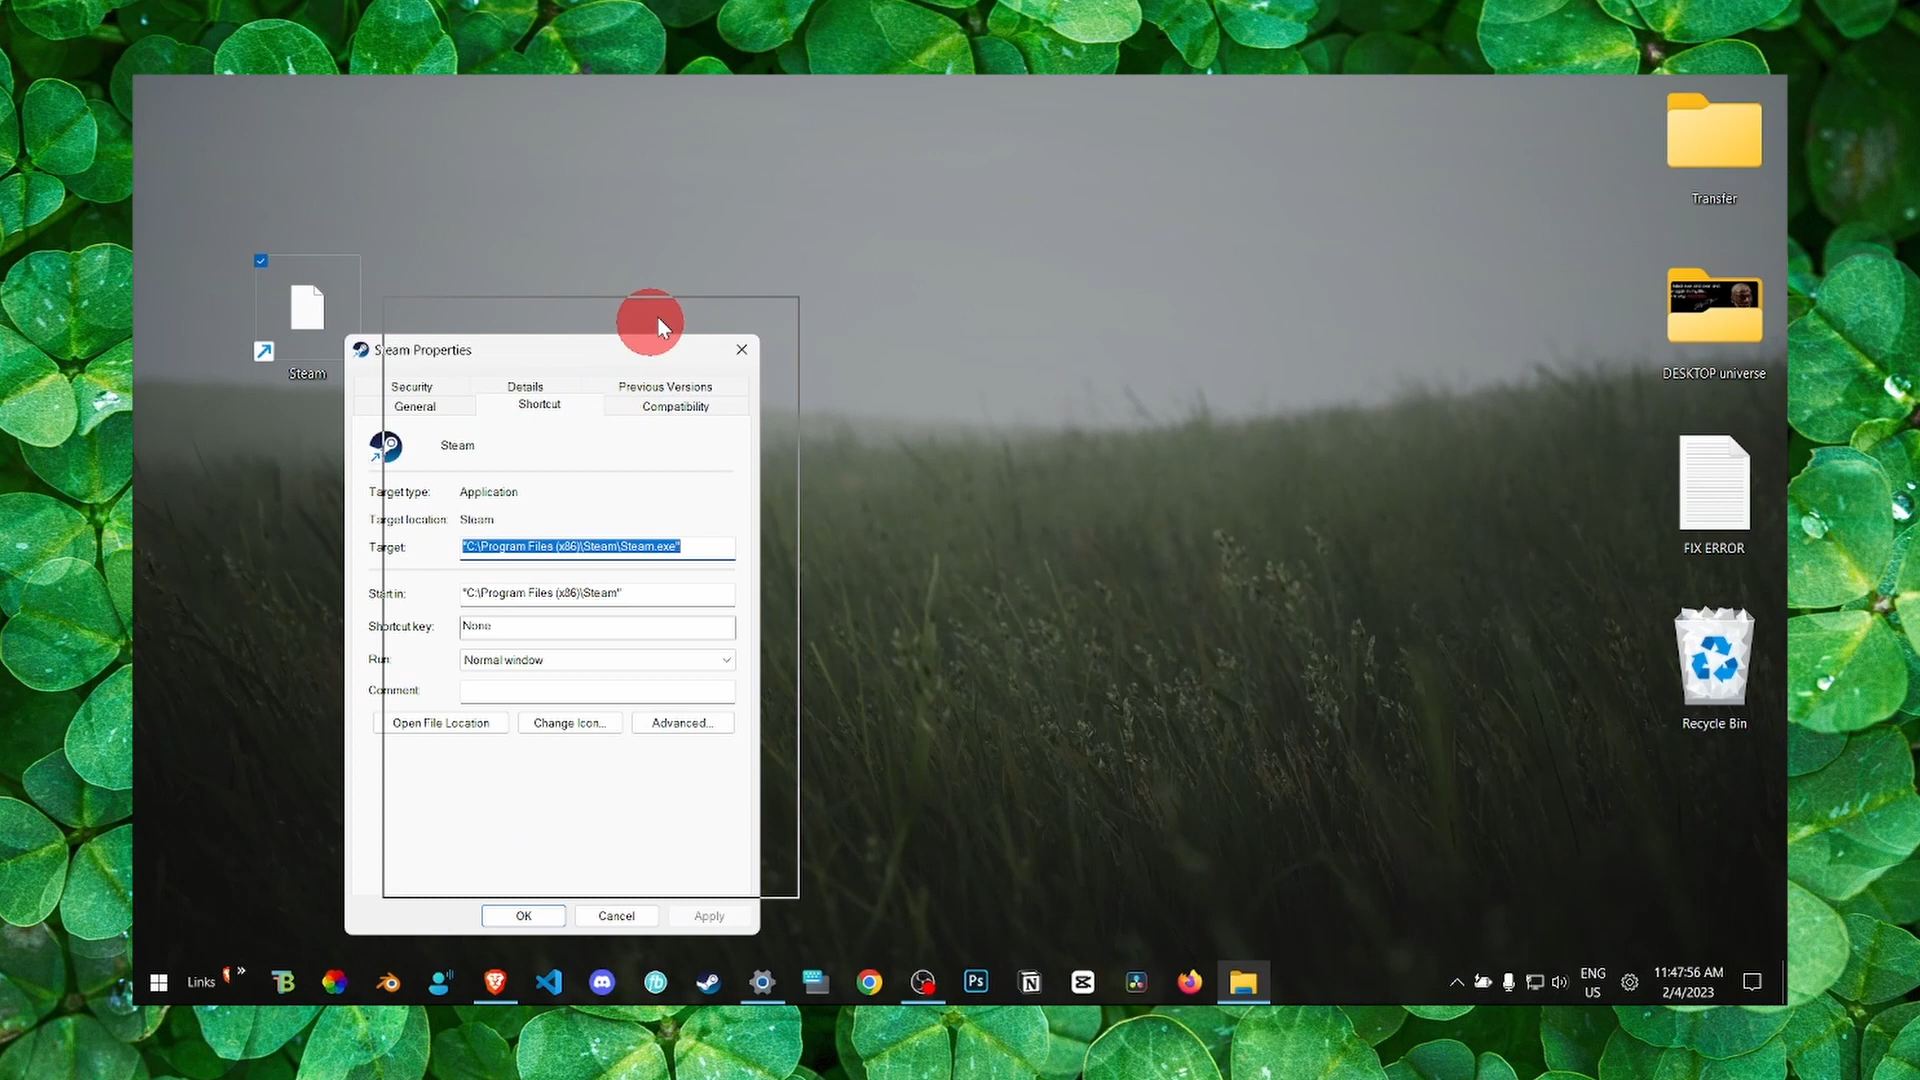 Transfer
DESKTOP universe
FIX ERROR
Recycle Bin
Steam
Steam Properties
Security
Details
Previous Versions
General
Shortcut
Compatibility
Steam
Target type:
Application
Target location:
Steam
Target:
"C:\Program Files (x86)\Steam\Steam.exe"
Start in:
"C:\Program Files (x86)\Steam"
Shortcut key:
None
Run:
Normal window
Comment:
Open File Location
Change Icon...
Advanced...
OK
Cancel
Apply
Links
»
Ps
ENG
US
11:47:56 AM
2/4/2023